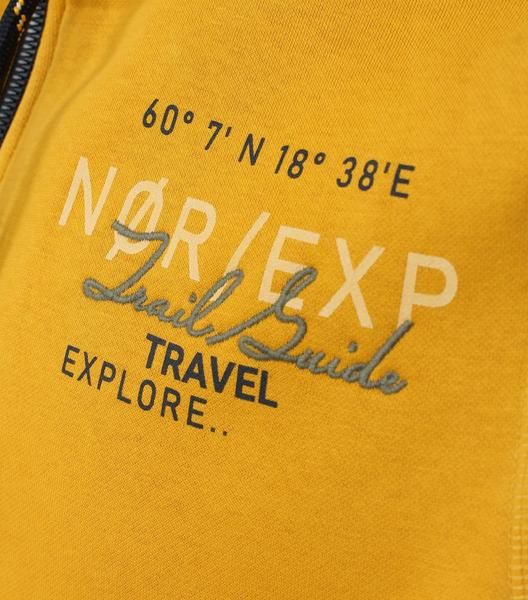 60° 7' N 18° 38'E
NØR/EXP
Trail Guide
TRAVEL
EXPLORE..